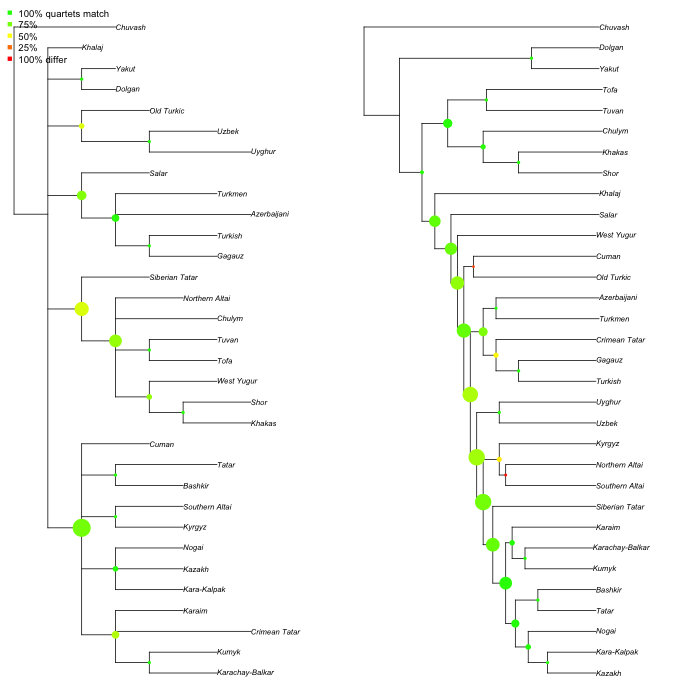 100% quartets match
75%
50%
25%
100% differ
Chuvash
Khalaj
Yakut
Dolgan
Old Turkic
Uzbek
Uyghur
Salar
Turkmen
Azerbaijani
Turkish
Gagauz
Siberian Tatar
Northern Altai
Chulym
Tuvan
Tofa
West Yugur
Shor
Khakas
Cuman
Tatar
Bashkir
Southern Altai
Kyrgyz
Nogai
Kazakh
Kara-Kalpak
Karaim
Crimean Tatar
Kumyk
Karachay-Balkar
Chuvash
Dolgan
Yakut
Tofa
Tuvan
Chulym
Khakas
Shor
Khalaj
Salar
West Yugur
Cuman
Old Turkic
Azerbaijani
Turkmen
Crimean Tatar
Gagauz
Turkish
Uyghur
Uzbek
Kyrgyz
Northern Altai
Southern Altai
Siberian Tatar
Karaim
Karachay-Balkar
Kumyk
Bashkir
Tatar
Nogai
Kara-Kalpak
Kazakh